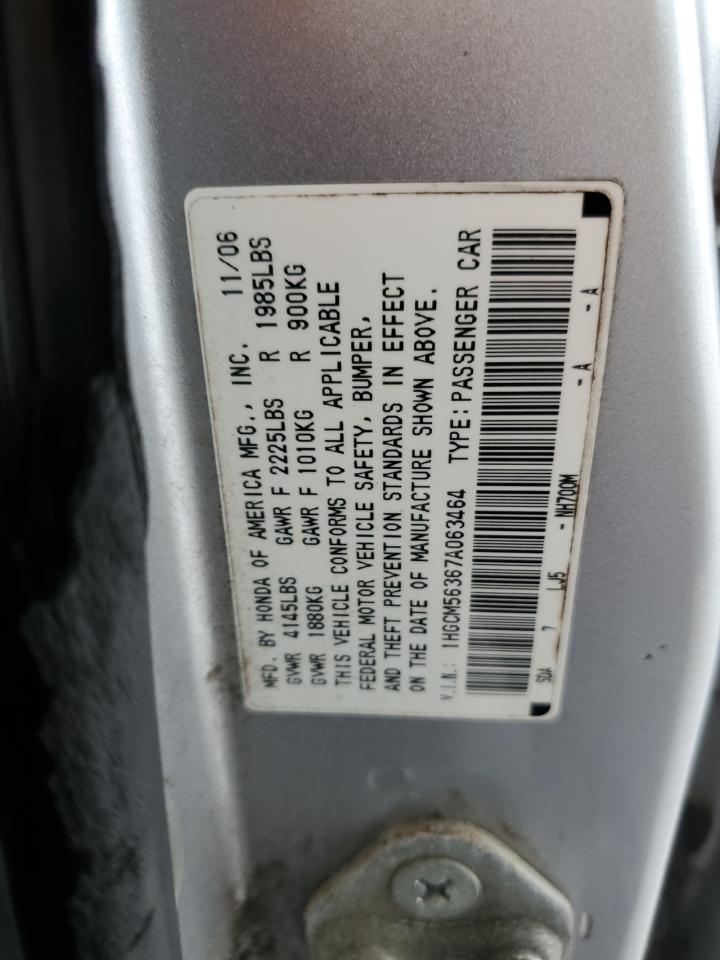 MFD. BY HONDA OF AMERICA MFG., INC. 11/06
GVWR 4145LBS GAWR F 2225LBS R 1985LBS
GVWR 1880KG GAWR F 1010KG R 900KG
THIS VEHICLE CONFORMS TO ALL APPLICABLE
FEDERAL MOTOR VEHICLE SAFETY, BUMPER,
AND THEFT PREVENTION STANDARDS IN EFFECT
ON THE DATE OF MANUFACTURE SHOWN ABOVE.
V.I.N.: 1HGCM56367A063464 TYPE: PASSENGER CAR
SDA 7 LJ5 - NH700M - A - A